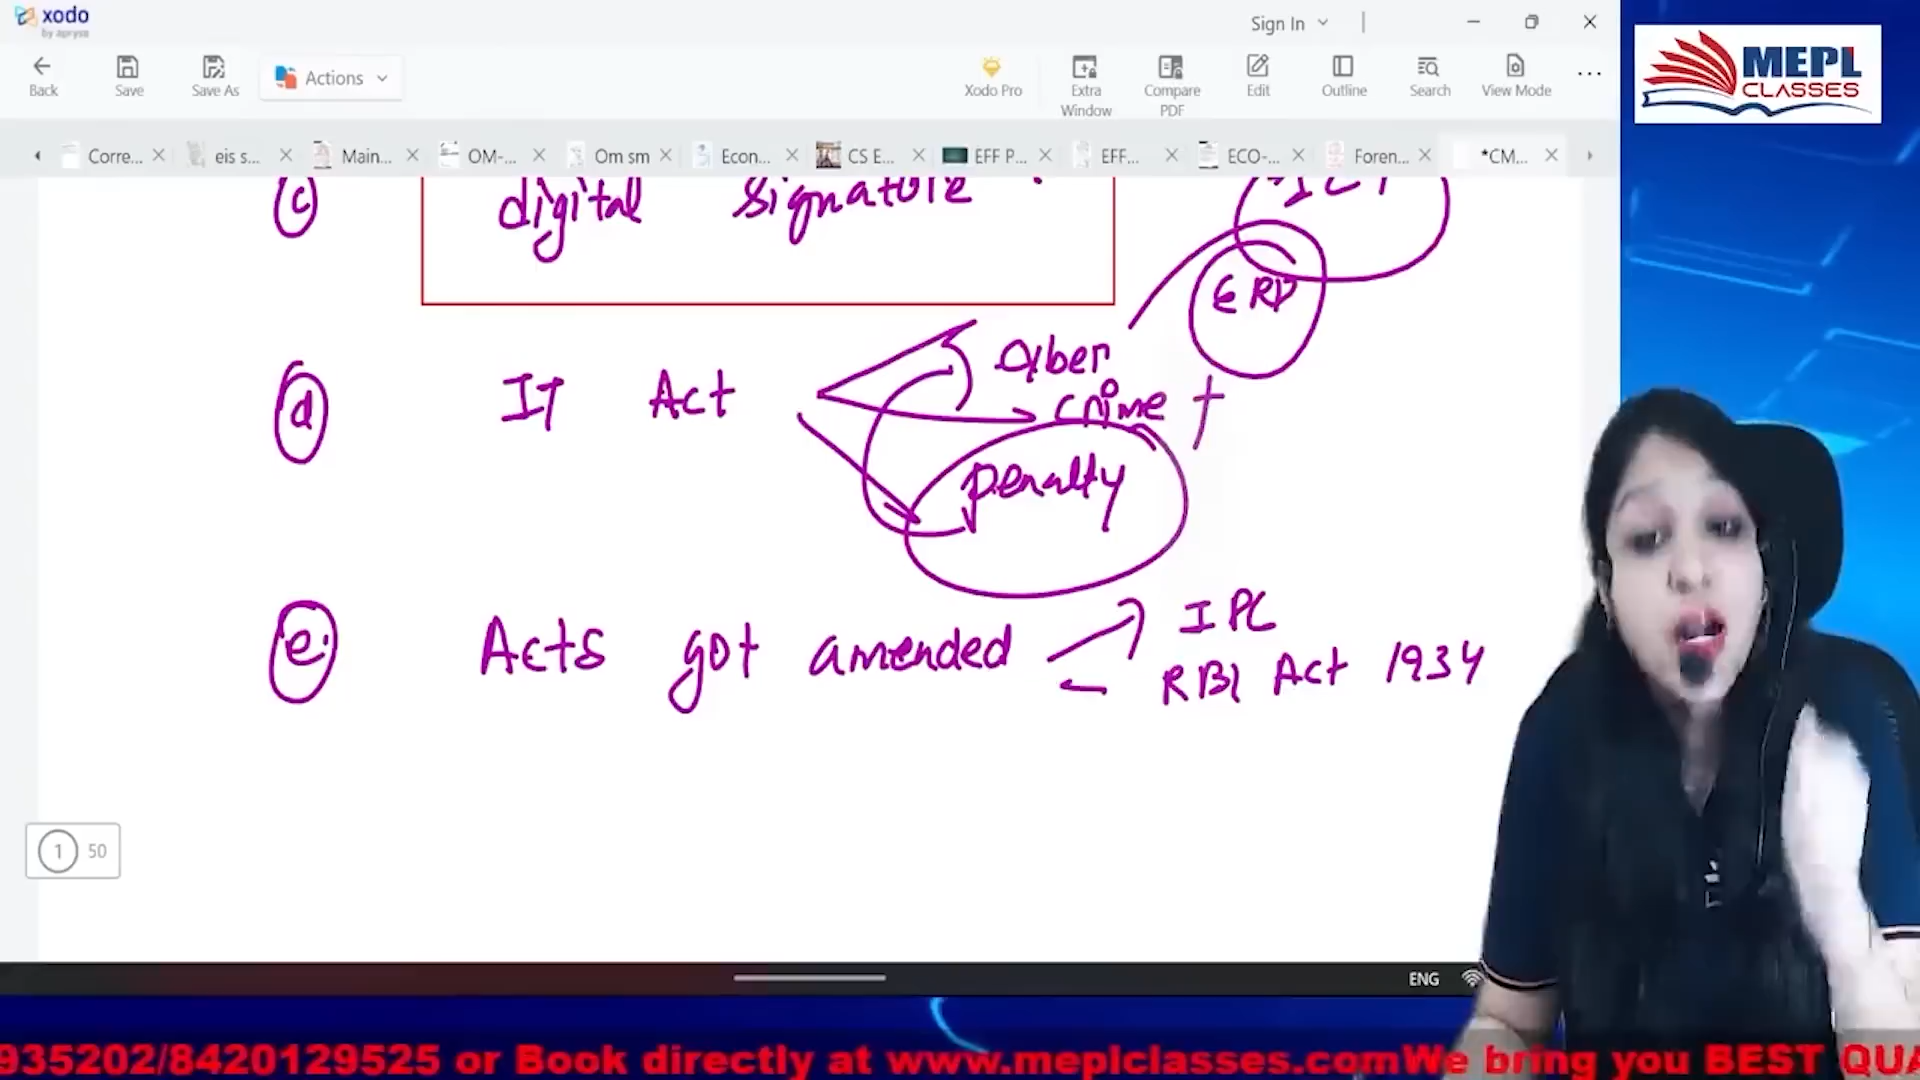 xodo
by apryse
Sign In
Back
Save
Save As
Actions
Xodo Pro
Extra Window
Compare PDF
Edit
Outline
Search
View Mode
MEPL
CLASSES
Corre... eis s... Main... OM-... Om sm Econ... CS E... EFF P... EFF... ECO-... Foren... *CM...
(c) digital signature
ERP
(d) IT Act
Cyber
crime +
penalty
(e) Acts got amended
IPC
RBI Act 1934
1 50
ENG
935202/8420129525 or Book directly at www.meplclasses.comWe bring you BEST QUA